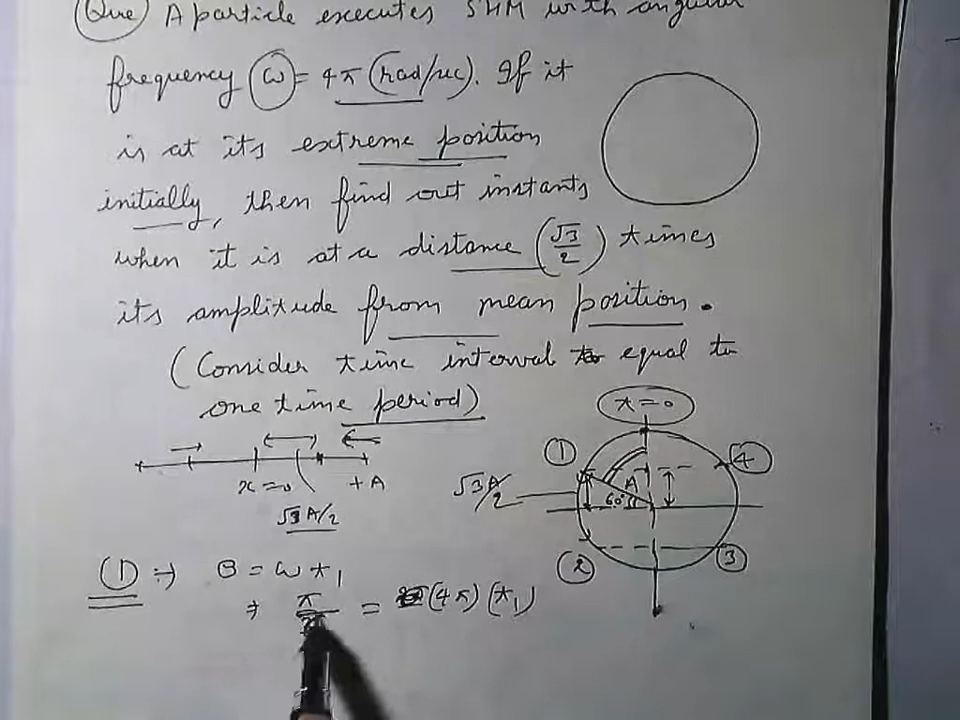 (Que) A particle executes SHM with angular
frequency (ω) = 4π (rad/sec). If it
is at its extreme position
initially, then find out instants
when it is at a distance (√3/2) times
its amplitude from mean position.
(Consider time interval to equal to
one time period)
t=0
x=0 +A
√3A/2
① ④
√3A/2 A
60°
② ③
(1) :→ θ = ωt₁
⇒ = (4π) (t₁)